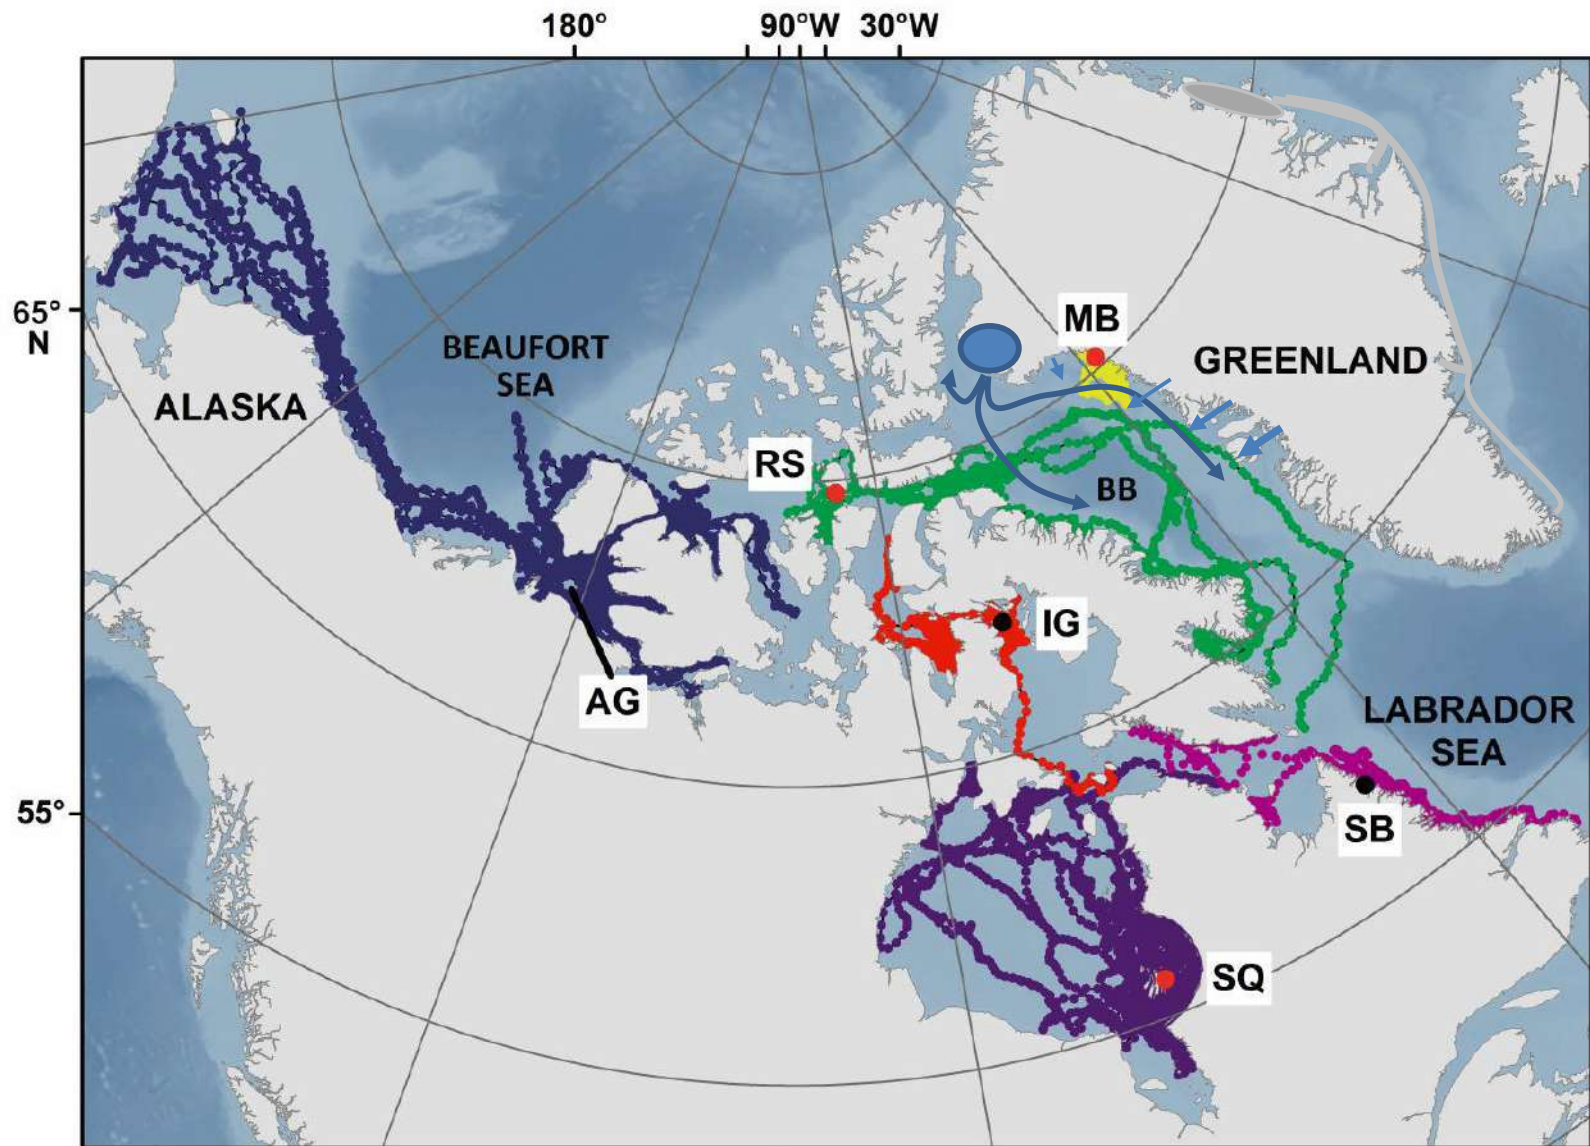 180°
90°W
30°W
65°
N
MB
BEAUFORT
SEA
GREENLAND
ALASKA
RS
BB
IG
AG
LABRADOR
SEA
55°
SB
SQ